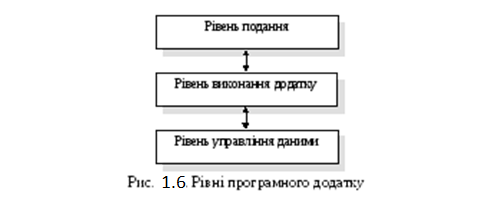 Рівень подання
Рівень виконання додатку
Рівень управління даними
Рис. 1.6. Рівні програмного додатку